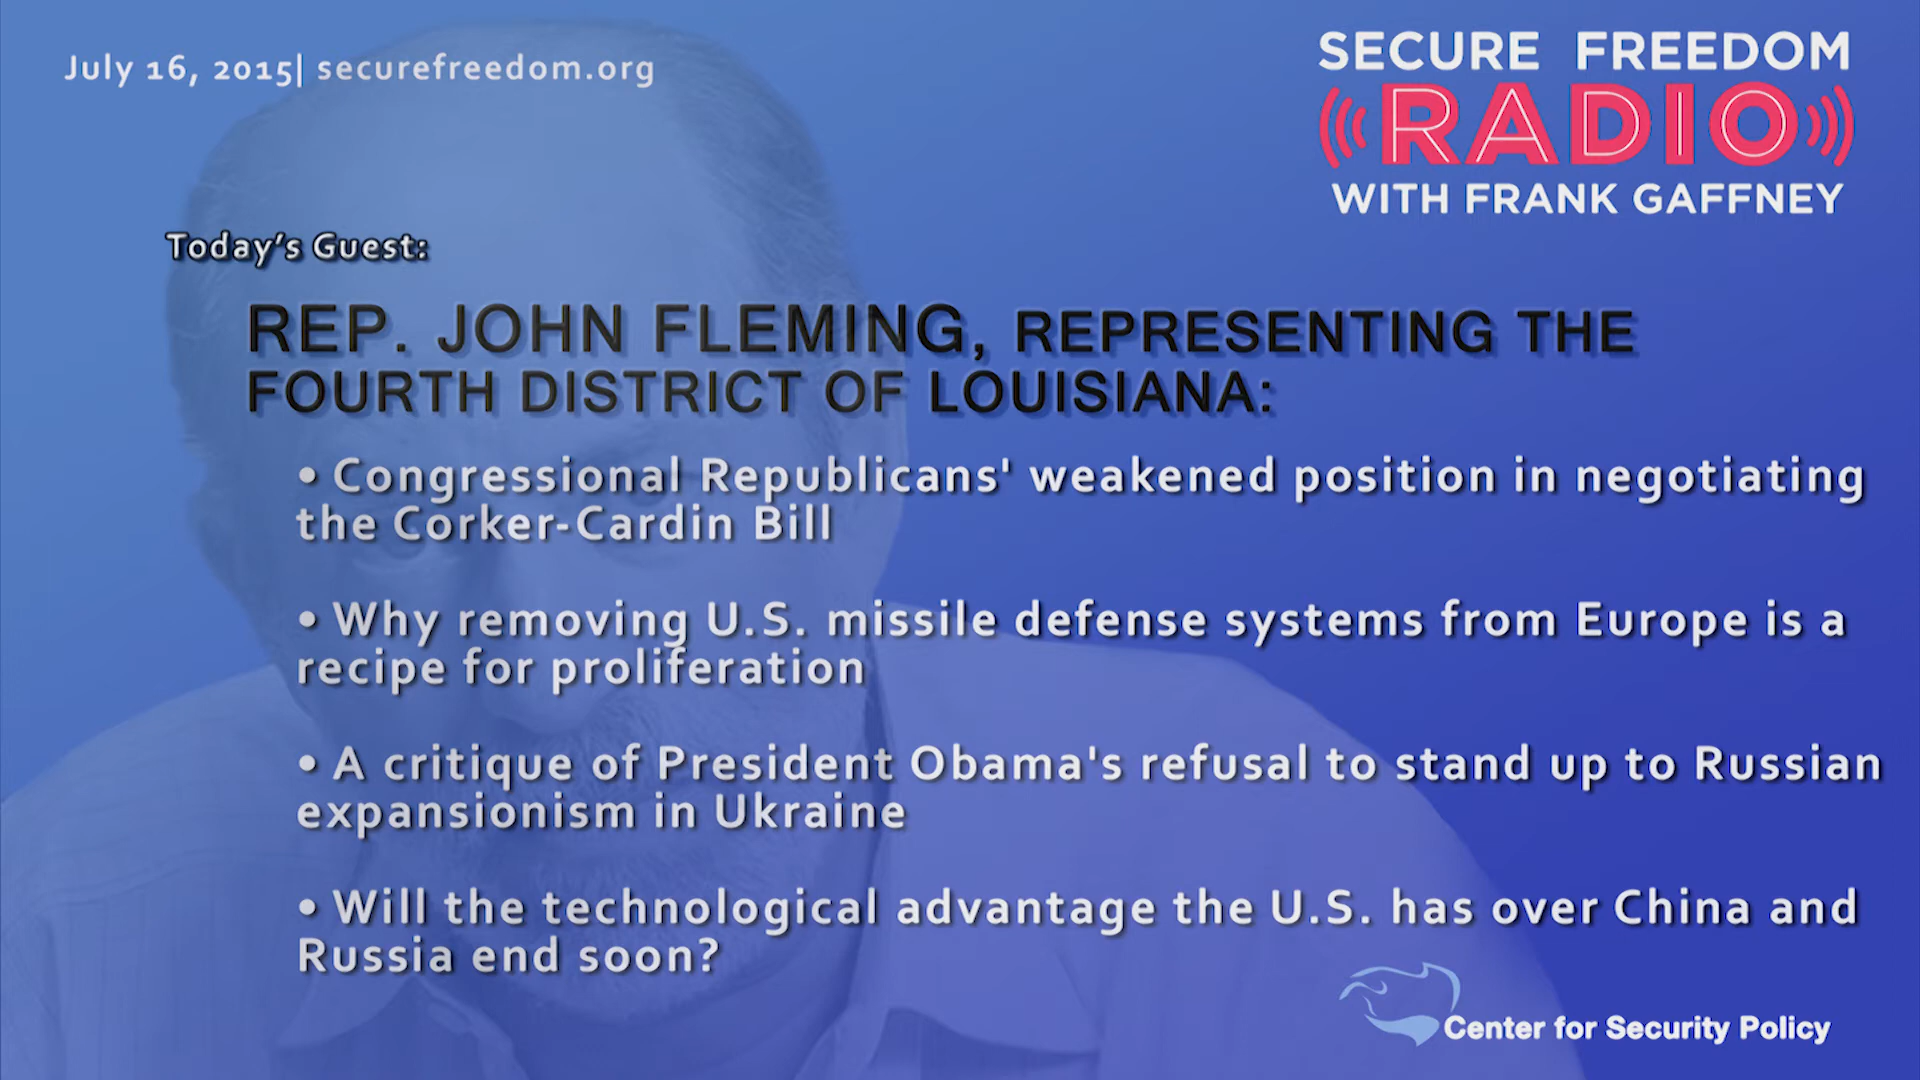 July 16, 2015| securefreedom.org
SECURE FREEDOM
RADIO
WITH FRANK GAFFNEY
Today's Guest:
REP. JOHN FLEMING, REPRESENTING THE
FOURTH DISTRICT OF LOUISIANA:
• Congressional Republicans' weakened position in negotiating
the Corker-Cardin Bill
• Why removing U.S. missile defense systems from Europe is a
recipe for proliferation
• A critique of President Obama's refusal to stand up to Russian
expansionism in Ukraine
• Will the technological advantage the U.S. has over China and
Russia end soon?
Center for Security Policy